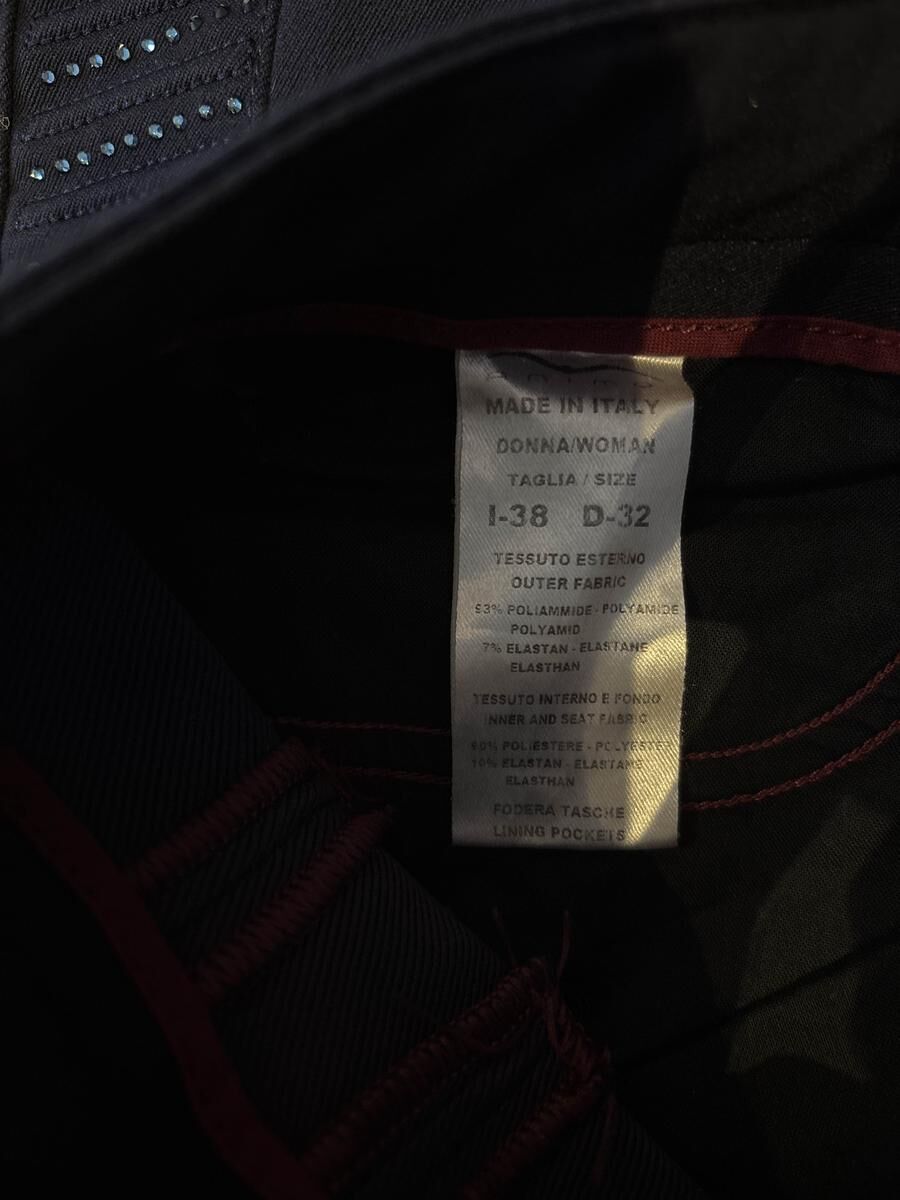 animo
MADE IN ITALY
DONNA/WOMAN
TAGLIA / SIZE
I-38 D-32
TESSUTO ESTERNO
OUTER FABRIC
93% POLIAMMIDE - POLYAMIDE
POLYAMID
7% ELASTAN - ELASTANE
ELASTHAN
TESSUTO INTERNO E FONDO
INNER AND SEAT FABRIC
90% POLIESTERE - POLYESTER
10% ELASTAN - ELASTANE
ELASTHAN
FODERA TASCHE
LINING POCKETS